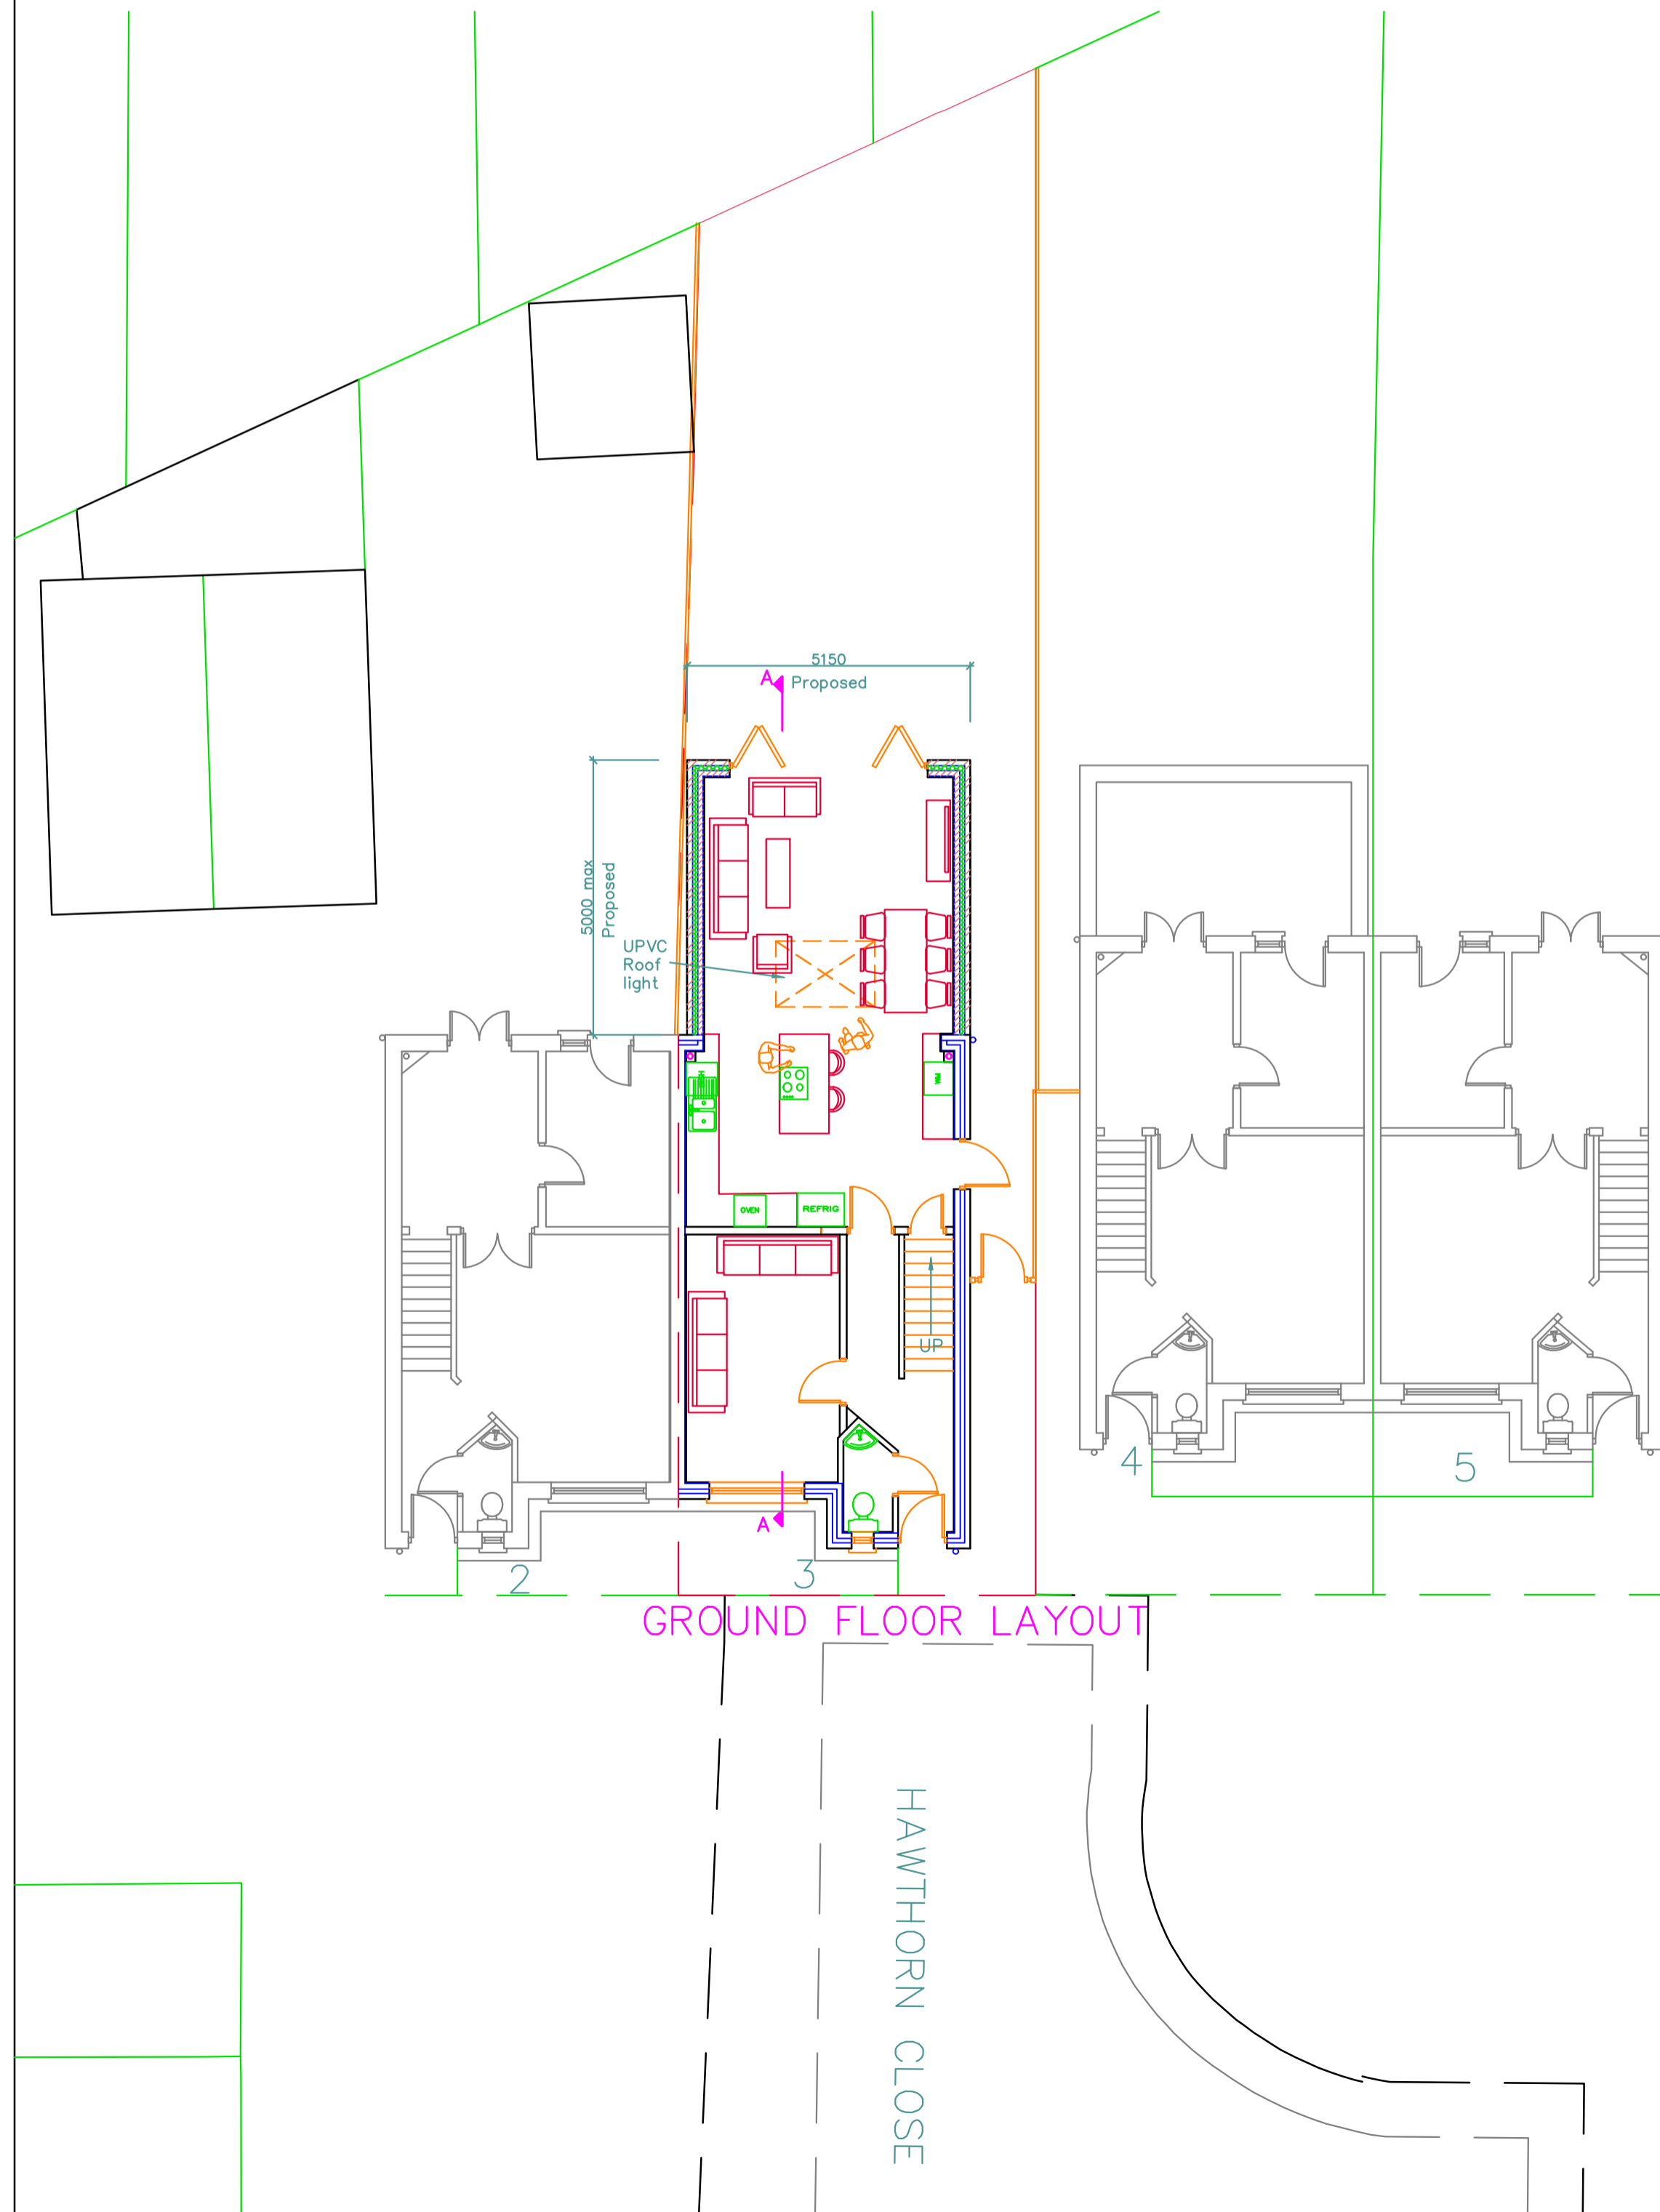 5150
Proposed
A
5000 max
Proposed
UPVC
Roof
light
OVEN
REFRIG
UP
A
2
3
4
5
GROUND FLOOR LAYOUT
HAWTHORN CLOSE